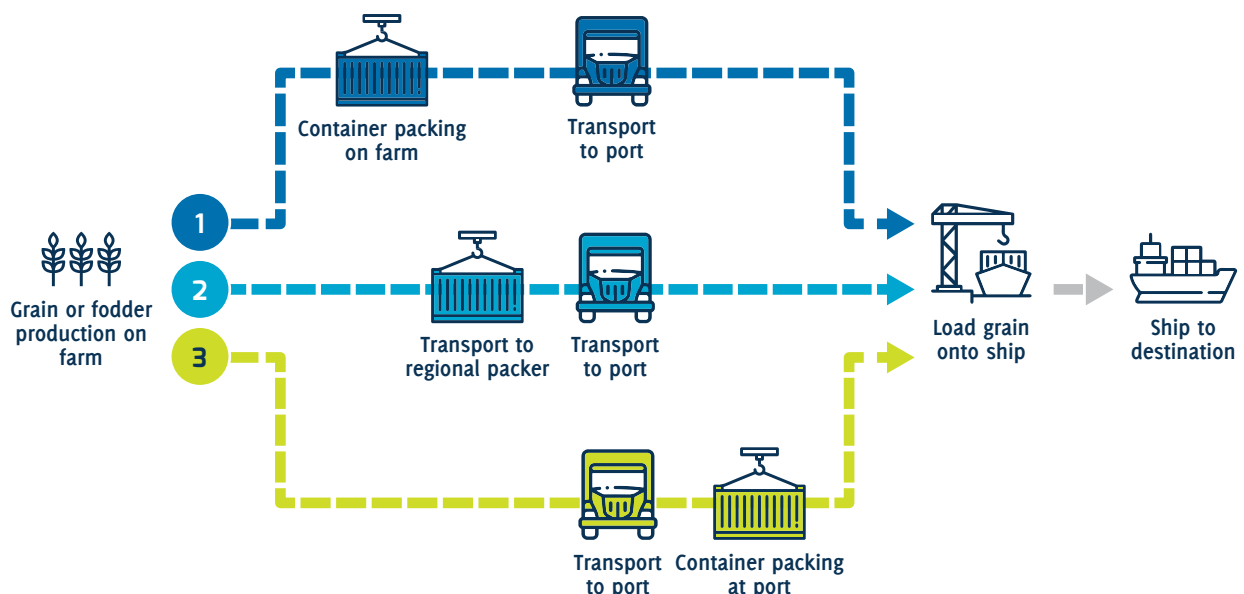 Container packing
on farm
Transport
to port
1
2
3
Grain or fodder
production on
farm
Transport to
regional packer
Transport
to port
Load grain
onto ship
Ship to
destination
Transport
to port
Container packing
at port